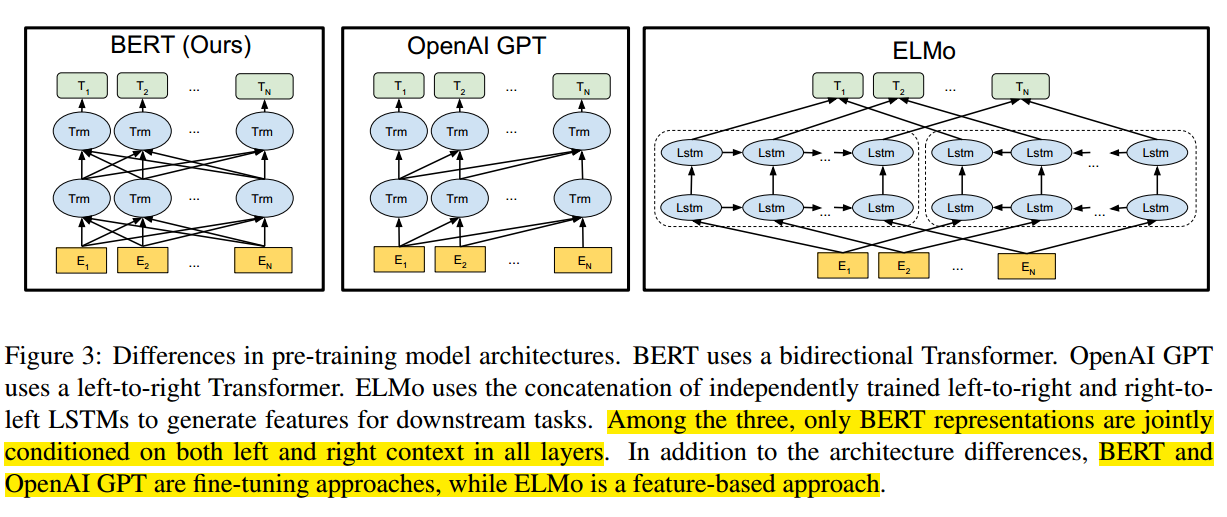 BERT (Ours)
T1 T2 ... TN
Trm Trm ... Trm
Trm Trm ... Trm
E1 E2 ... EN
OpenAI GPT
T1 T2 ... TN
Trm Trm ... Trm
Trm Trm ... Trm
E1 E2 ... EN
ELMo
T1 T2 ... TN
Lstm Lstm ... Lstm Lstm Lstm ... Lstm
Lstm Lstm ... Lstm Lstm Lstm ... Lstm
E1 E2 ... EN
Figure 3: Differences in pre-training model architectures. BERT uses a bidirectional Transformer. OpenAI GPT
uses a left-to-right Transformer. ELMo uses the concatenation of independently trained left-to-right and right-to-
left LSTMs to generate features for downstream tasks. Among the three, only BERT representations are jointly
conditioned on both left and right context in all layers. In addition to the architecture differences, BERT and
OpenAI GPT are fine-tuning approaches, while ELMo is a feature-based approach.